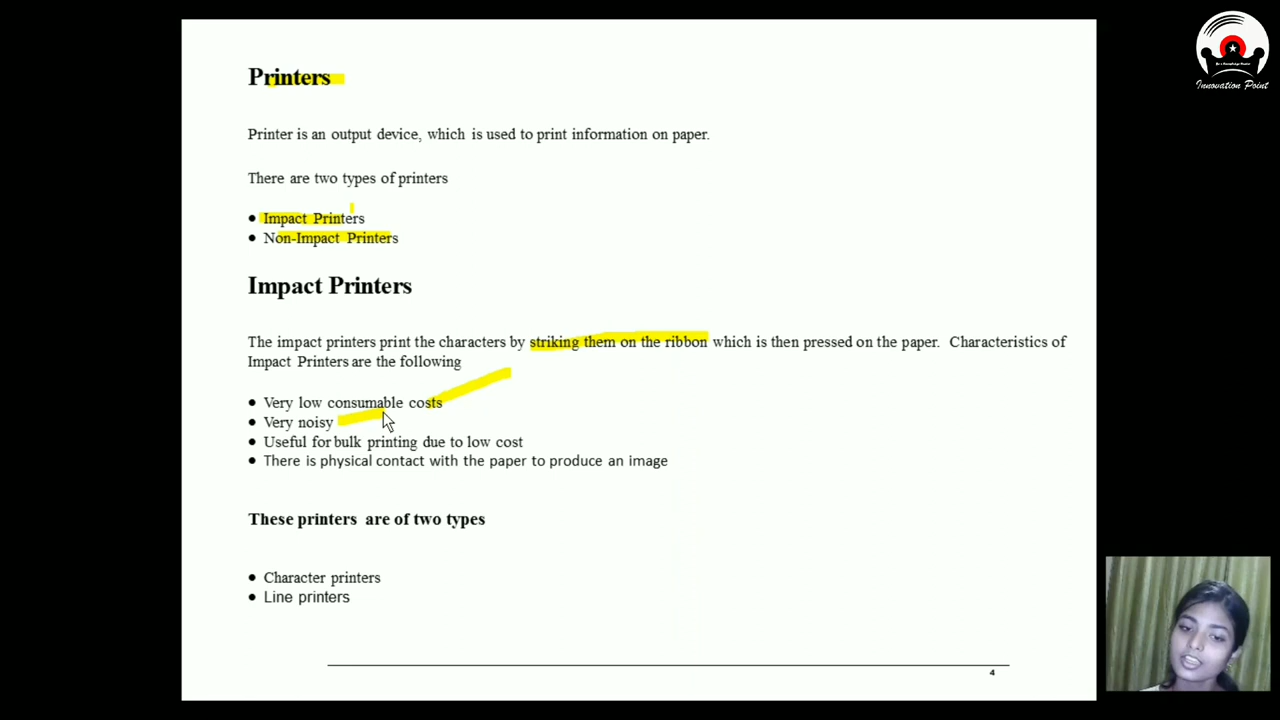 Printers
Printer is an output device, which is used to print information on paper.
There are two types of printers
• Impact Printers
• Non-Impact Printers
Impact Printers
The impact printers print the characters by striking them on the ribbon which is then pressed on the paper. Characteristics of
Impact Printers are the following
• Very low consumable costs
• Very noisy
• Useful for bulk printing due to low cost
• There is physical contact with the paper to produce an image
These printers are of two types
• Character printers
• Line printers
4
Innovation Point